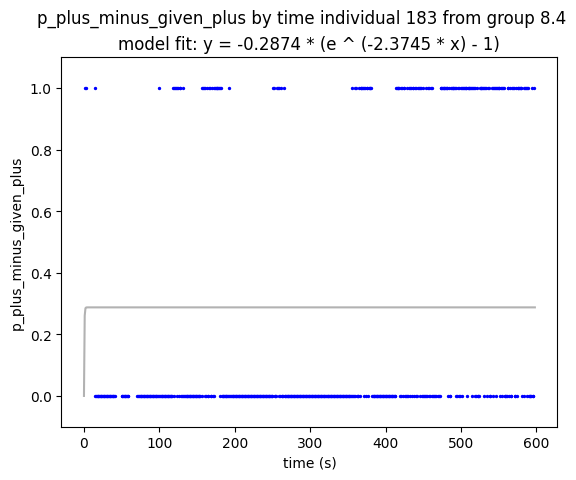 p_plus_minus_given_plus by time individual 183 from group 8.4
model fit: y = -0.2874 * (e ^ (-2.3745 * x) - 1)
1.0
0.8
0.6
0.4
0.2
0.0
p_plus_minus_given_plus
0 100 200 300 400 500 600
time (s)